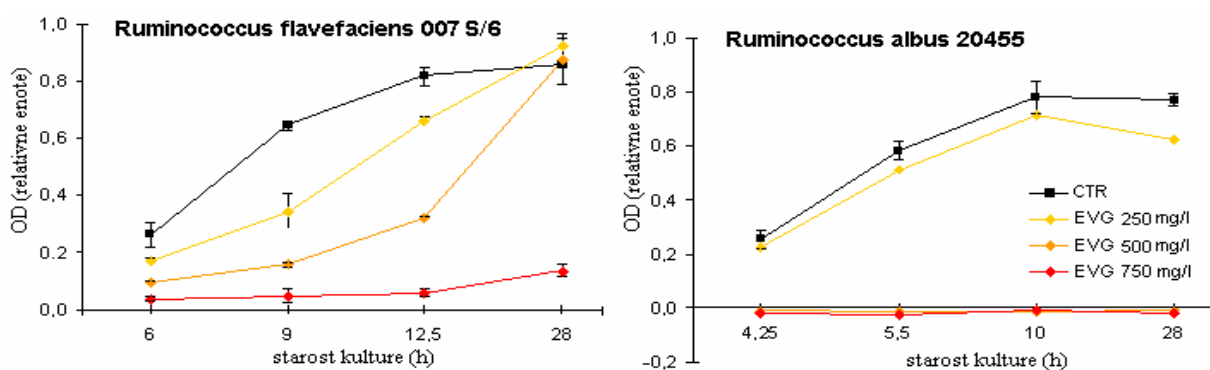 Ruminococcus flavefaciens 007 S/6
OD (relativne enote)
1.0
0.8
0.6
0.4
0.2
0.0
6 9 12,5 28
starost kulture (h)
Ruminococcus albus 20455
OD (relativne enote)
1,0
0,8
0,6
0,4
0,2
0,0
-0,2
4,25 5,5 10 28
starost kulture (h)
CTR
EVG 250 mg/l
EVG 500 mg/l
EVG 750 mg/l